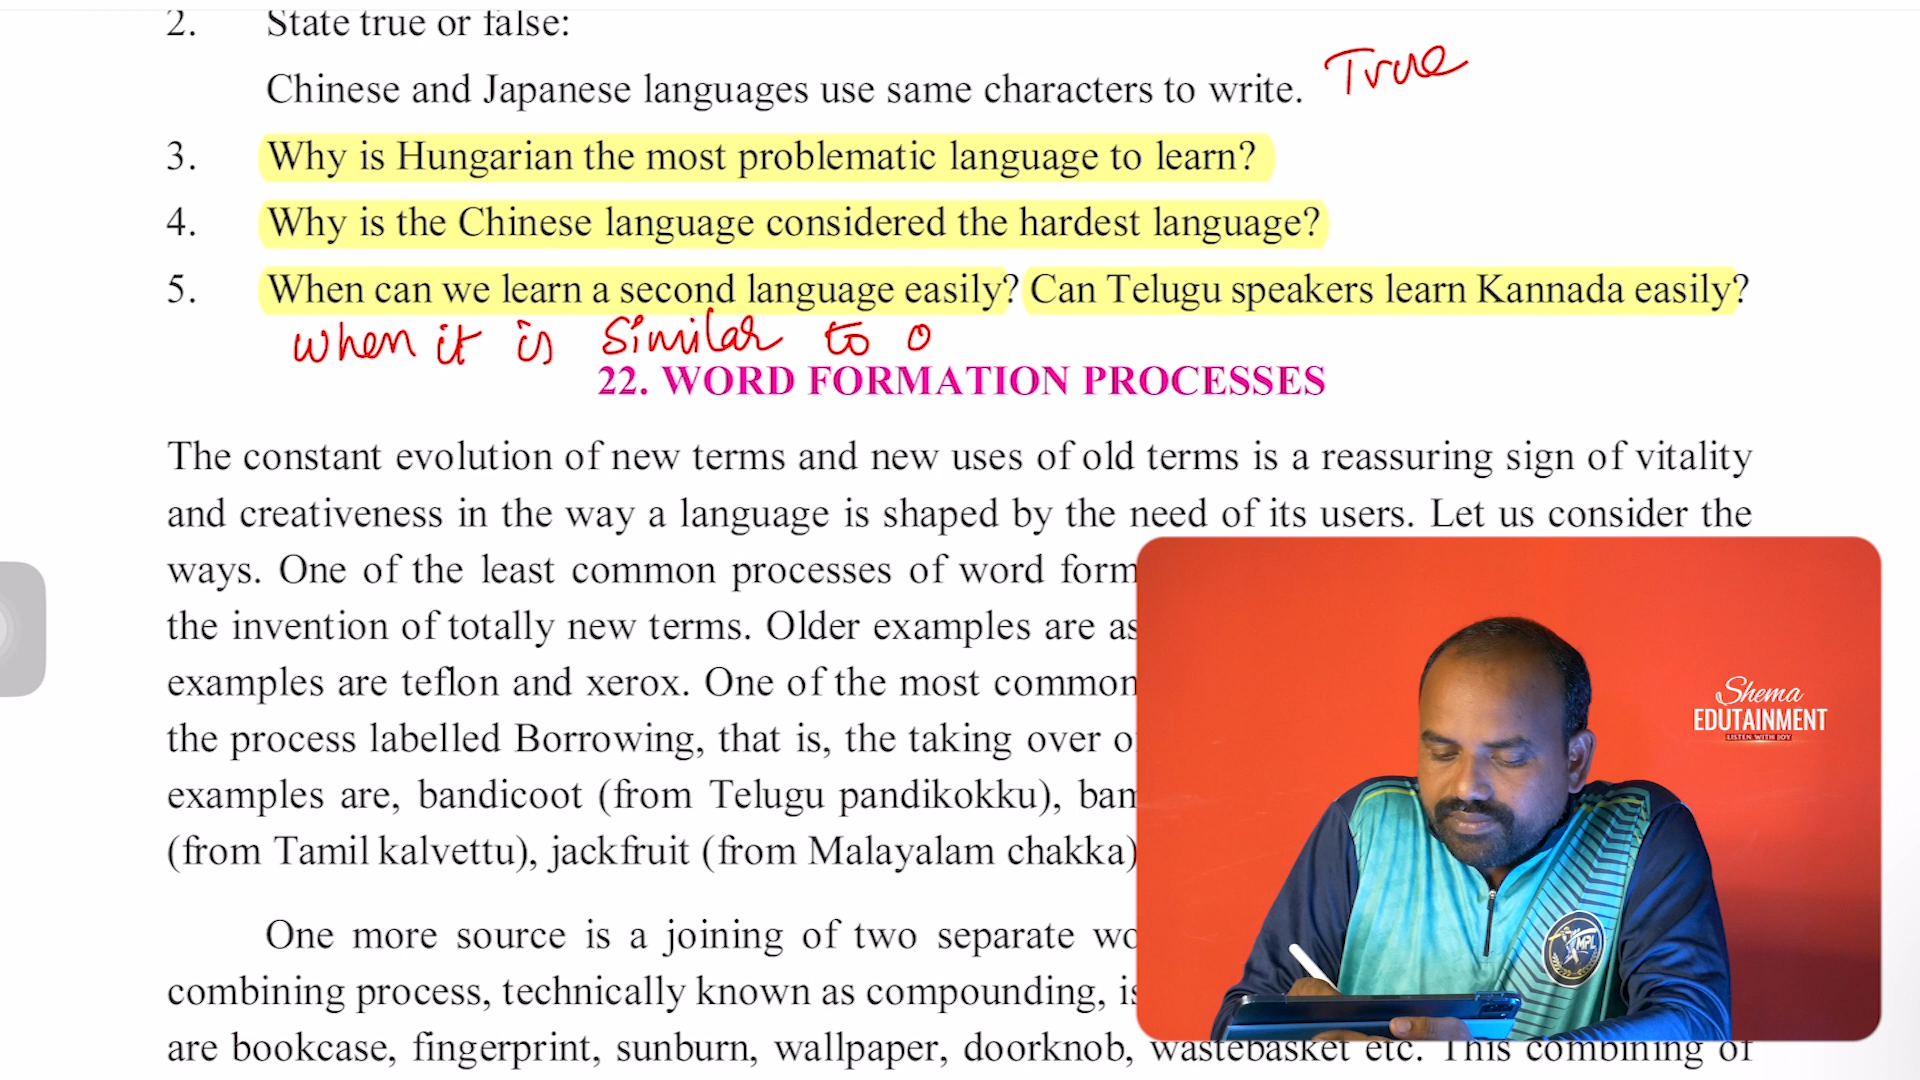 2. State true or false:
Chinese and Japanese languages use same characters to write. True
3. Why is Hungarian the most problematic language to learn?
4. Why is the Chinese language considered the hardest language?
5. When can we learn a second language easily? Can Telugu speakers learn Kannada easily?
when it is similar to o
22. WORD FORMATION PROCESSES
The constant evolution of new terms and new uses of old terms is a reassuring sign of vitality
and creativeness in the way a language is shaped by the need of its users. Let us consider the
ways. One of the least common processes of word form
the invention of totally new terms. Older examples are as
examples are teflon and xerox. One of the most common
the process labelled Borrowing, that is, the taking over o
examples are, bandicoot (from Telugu pandikokku), bam
(from Tamil kalvettu), jackfruit (from Malayalam chakka)
One more source is a joining of two separate wo
combining process, technically known as compounding, is
are bookcase, fingerprint, sunburn, wallpaper, doorknob, wastebasket etc. This combining of
Shema
EDUTAINMENT
LISTEN WITH JOY
MPL